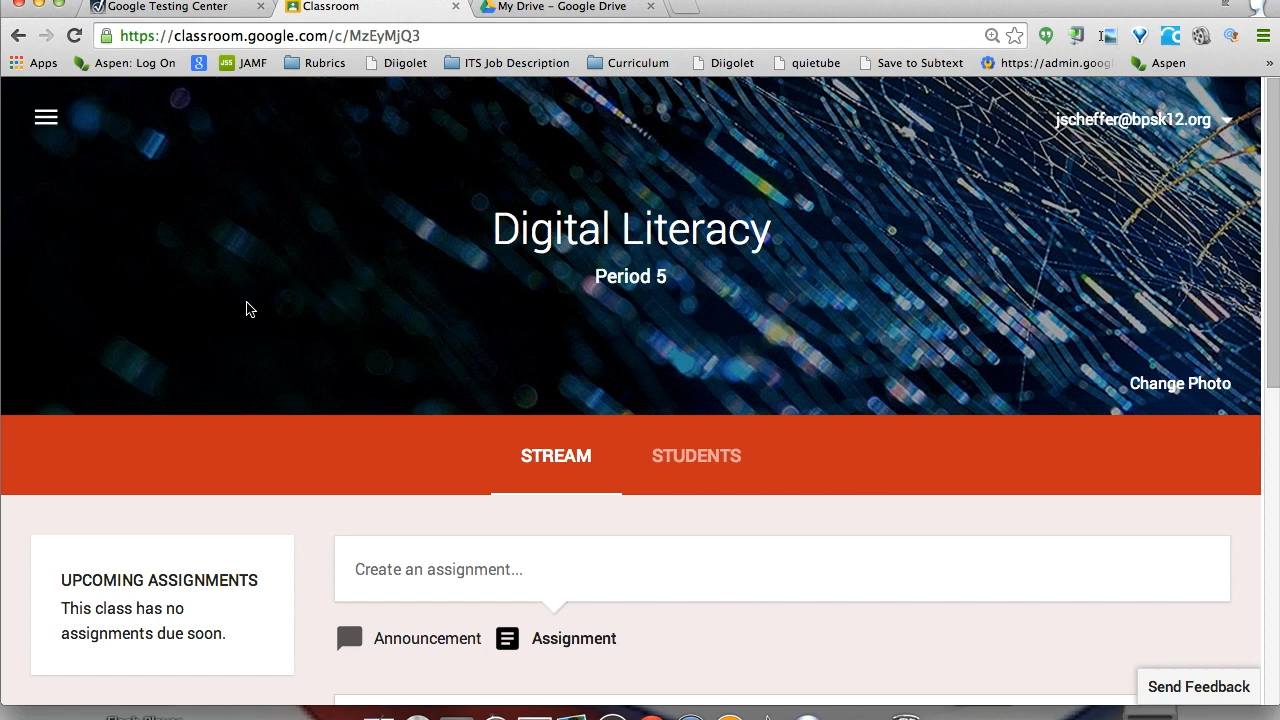 Google Testing Center
Classroom
My Drive – Google Drive
https://classroom.google.com/c/MzEyMjQ3
Apps
Aspen: Log On
JAMF
Rubrics
Diigolet
ITS Job Description
Curriculum
Diigolet
quietube
Save to Subtext
https://admin.goog
Aspen
»
jscheffer@bpsk12.org
Digital Literacy
Period 5
Change Photo
STREAM
STUDENTS
UPCOMING ASSIGNMENTS
This class has no
assignments due soon.
Create an assignment...
Announcement
Assignment
Send Feedback